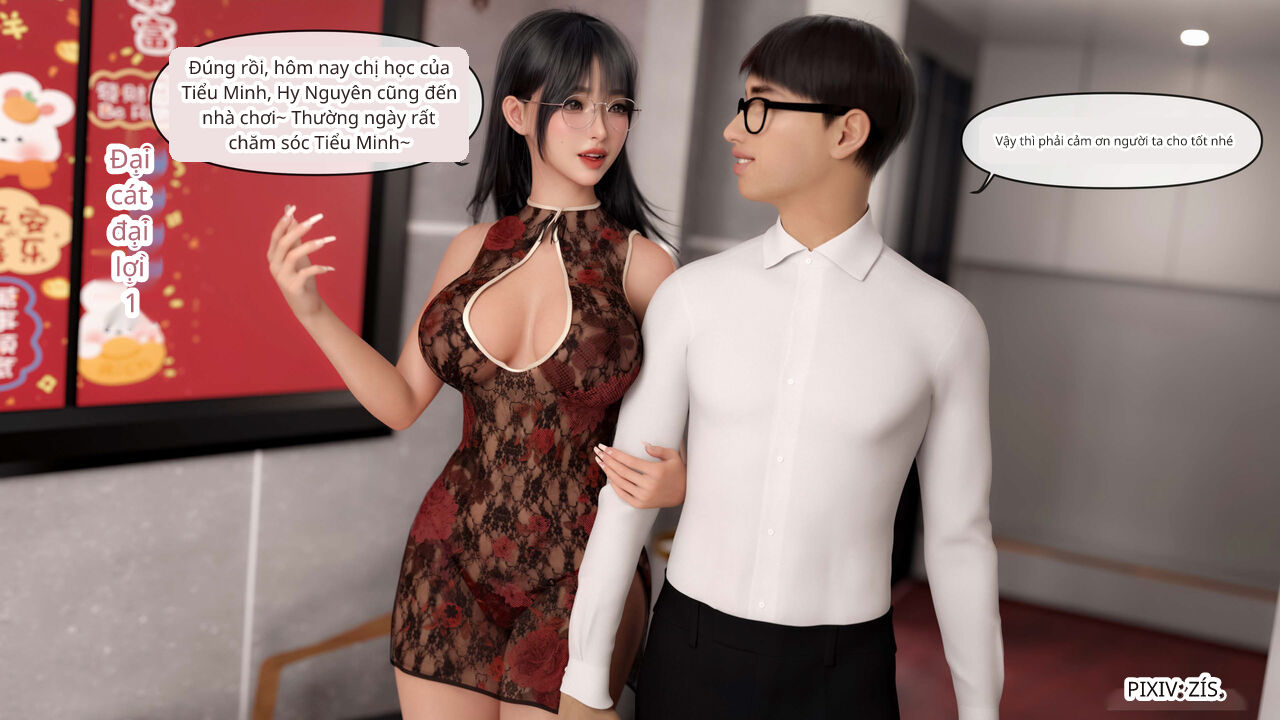 Đúng rồi, hôm nay chị học của
Tiểu Minh, Hy Nguyên cũng đến
nhà chơi~ Thường ngày rất
chăm sóc Tiểu Minh~
Vậy thì phải cảm ơn người ta cho tốt nhé
Đại
cát
đại
lợi
1
PIXIV: ZÍS,